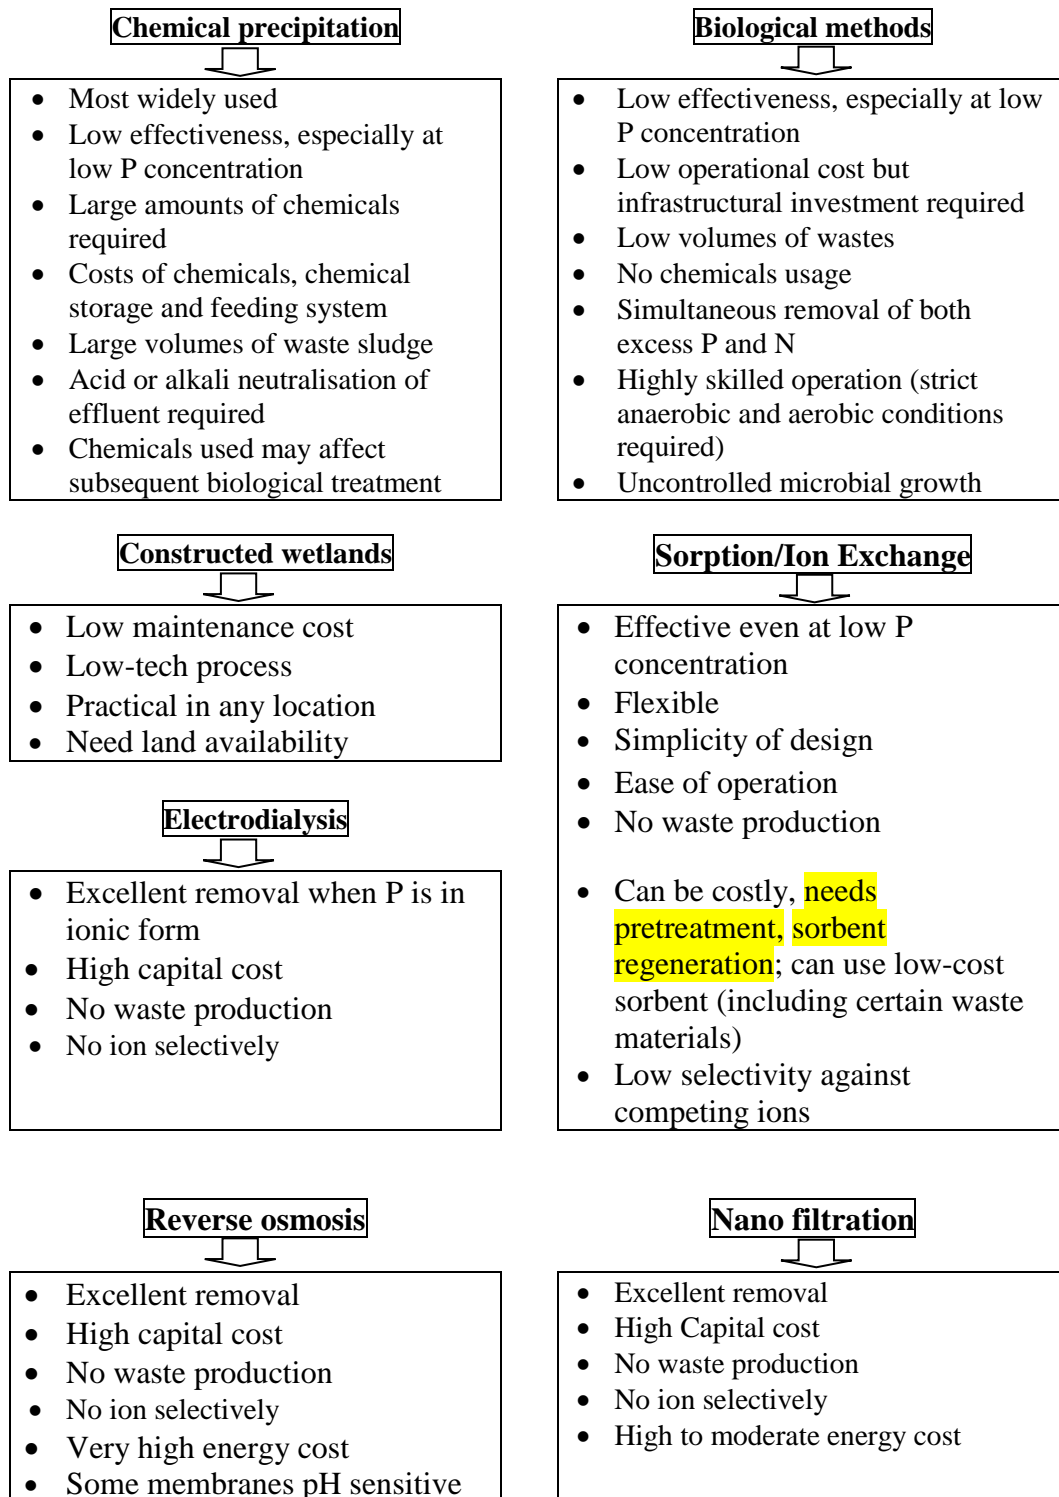 Chemical precipitation
• Most widely used
• Low effectiveness, especially at
low P concentration
• Large amounts of chemicals
required
• Costs of chemicals, chemical
storage and feeding system
• Large volumes of waste sludge
• Acid or alkali neutralisation of
effluent required
• Chemicals used may affect
subsequent biological treatment
Biological methods
• Low effectiveness, especially at low
P concentration
• Low operational cost but
infrastructural investment required
• Low volumes of wastes
• No chemicals usage
• Simultaneous removal of both
excess P and N
• Highly skilled operation (strict
anaerobic and aerobic conditions
required)
• Uncontrolled microbial growth
Constructed wetlands
• Low maintenance cost
• Low-tech process
• Practical in any location
• Need land availability
Sorption/Ion Exchange
• Effective even at low P
concentration
• Flexible
• Simplicity of design
• Ease of operation
• No waste production
• Can be costly, needs
pretreatment, sorbent
regeneration; can use low-cost
sorbent (including certain waste
materials)
• Low selectivity against
competing ions
Electrodialysis
• Excellent removal when P is in
ionic form
• High capital cost
• No waste production
• No ion selectively
Reverse osmosis
• Excellent removal
• High capital cost
• No waste production
• No ion selectively
• Very high energy cost
• Some membranes pH sensitive
Nano filtration
• Excellent removal
• High Capital cost
• No waste production
• No ion selectively
• High to moderate energy cost